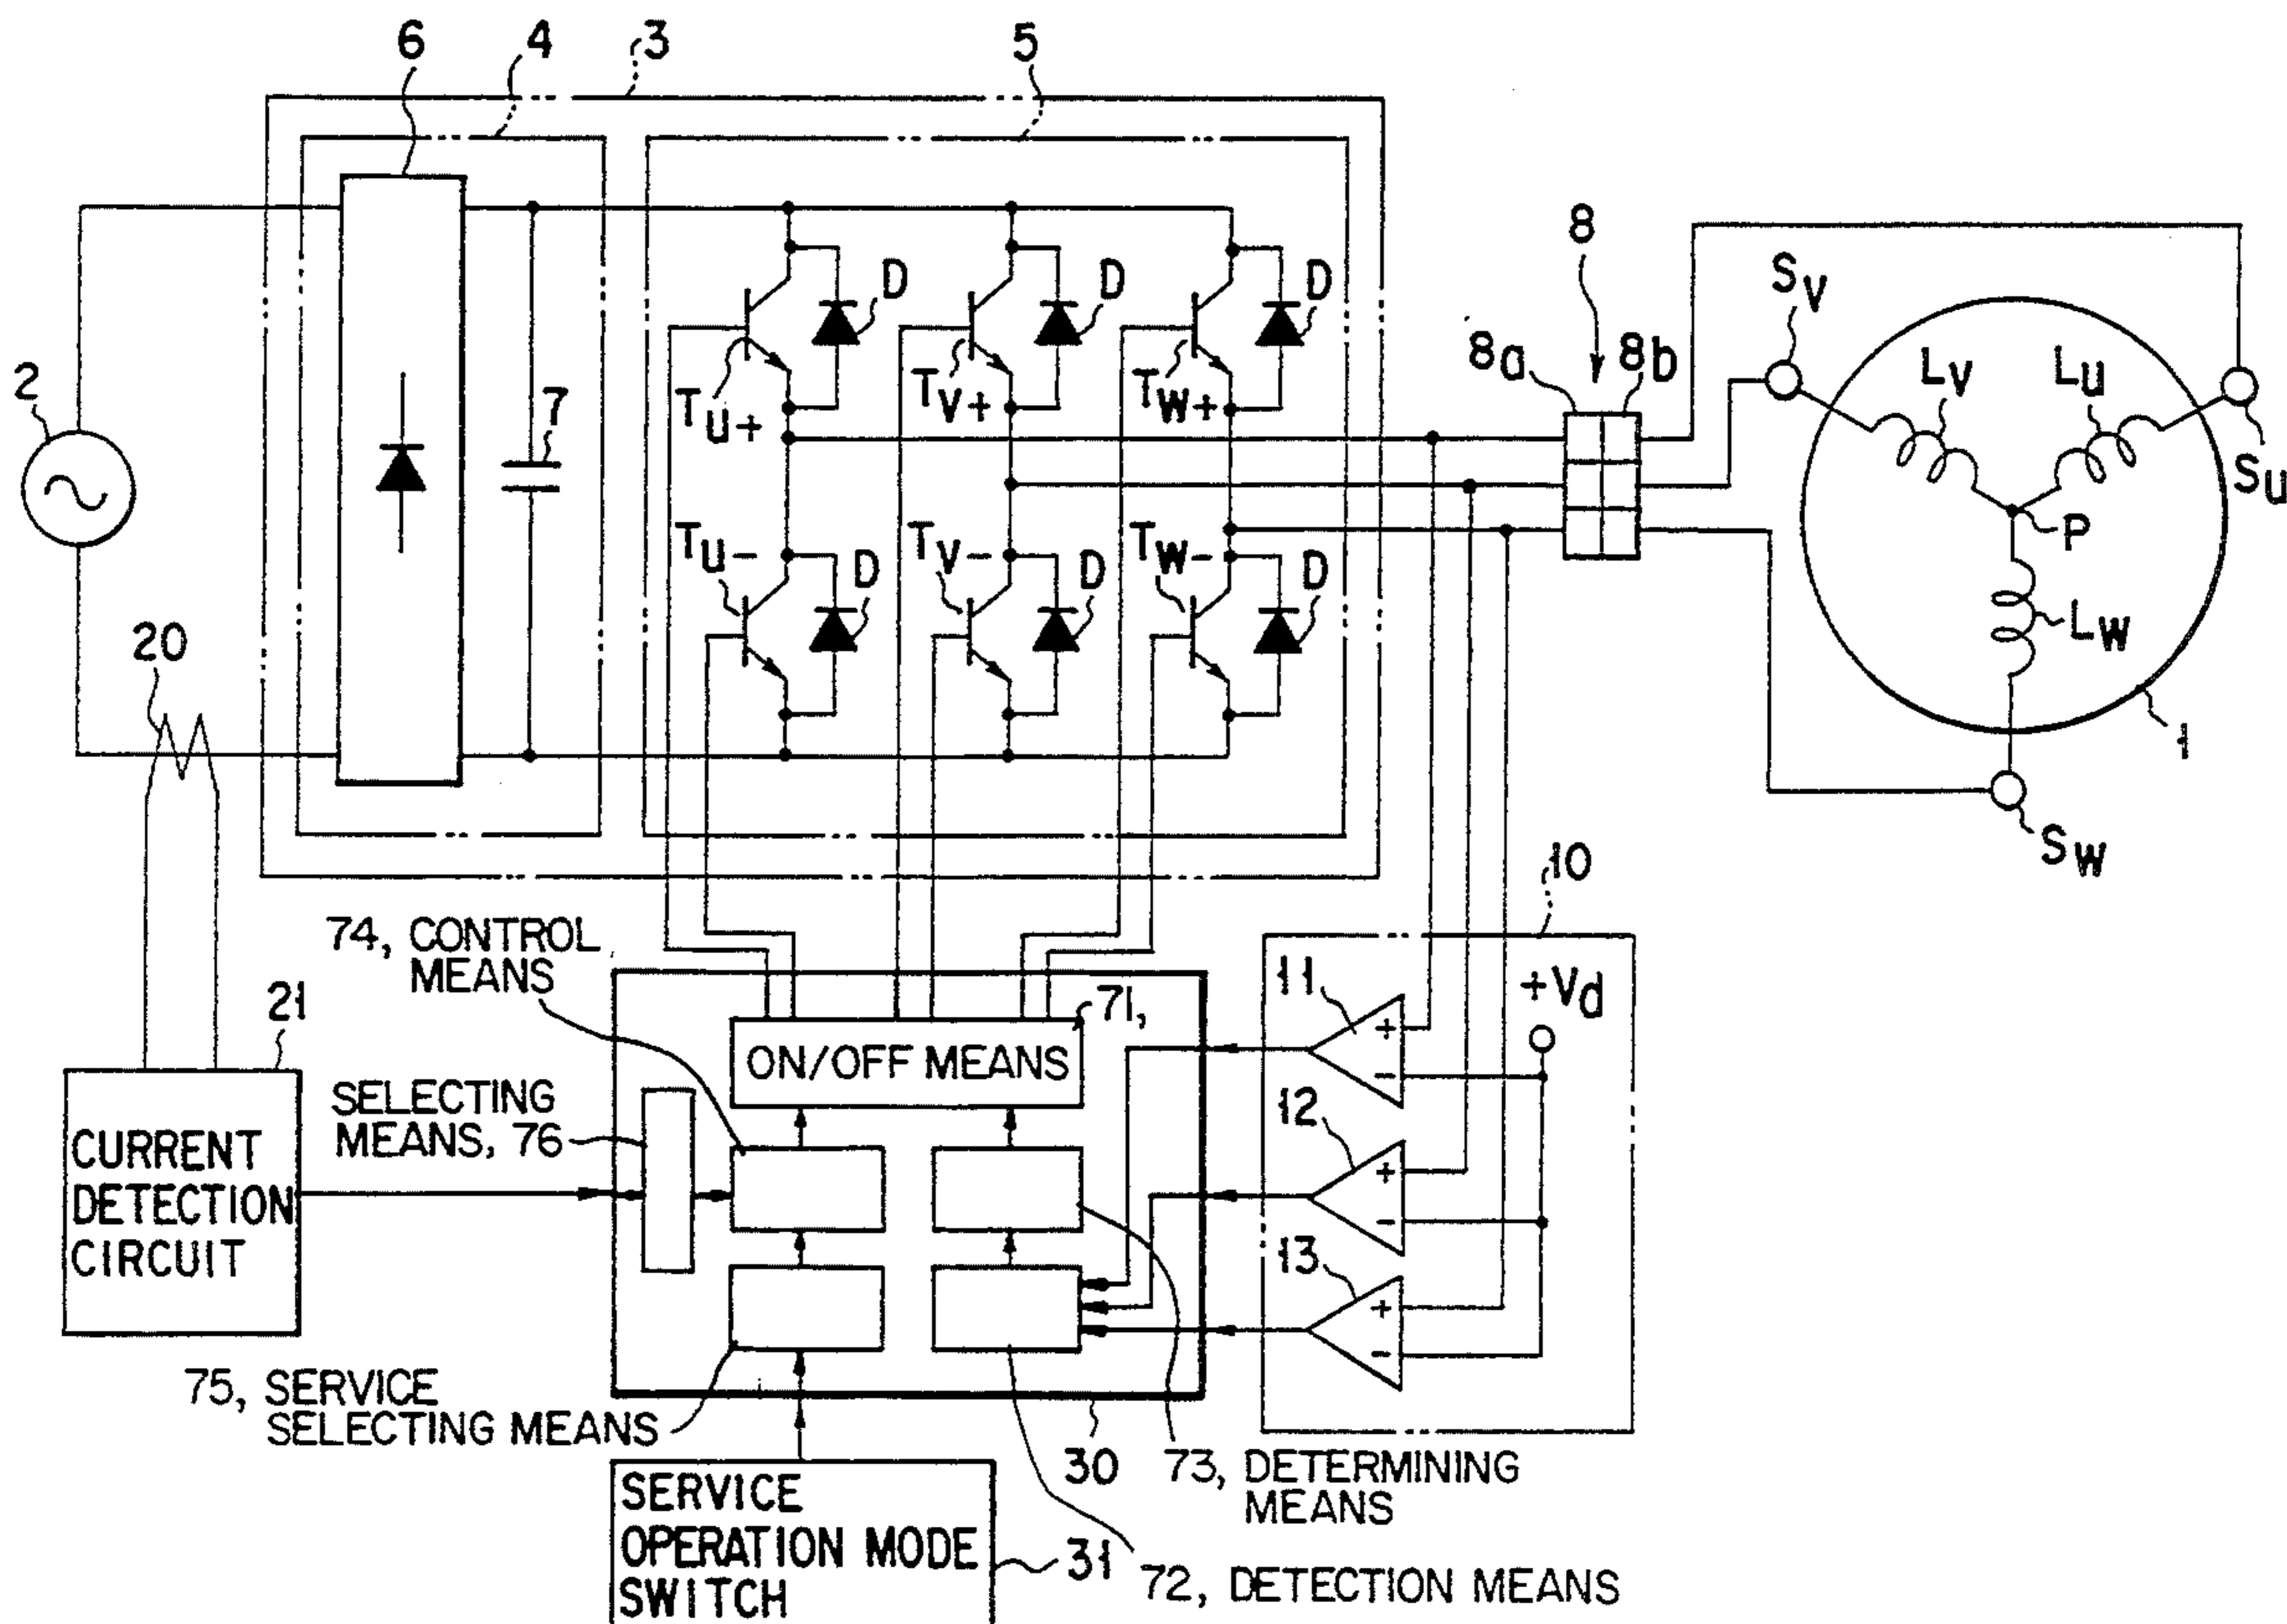 6 4 3 5
2
7
D D D
Tu+ Tv+ Tw+
8
8a 8b
Sv
Lv Lu
Su
P
Lw
1
Sw
Tu- Tv- Tw-
D D D
20
21
CURRENT
DETECTION
CIRCUIT
74, CONTROL
MEANS
71,
ON/OFF MEANS
SELECTING
MEANS, 76
10
11
+Vd
+
-
12
+
-
13
+
-
75, SERVICE
SELECTING MEANS
30
73, DETERMINING
MEANS
SERVICE
OPERATION MODE
SWITCH
31
72, DETECTION MEANS